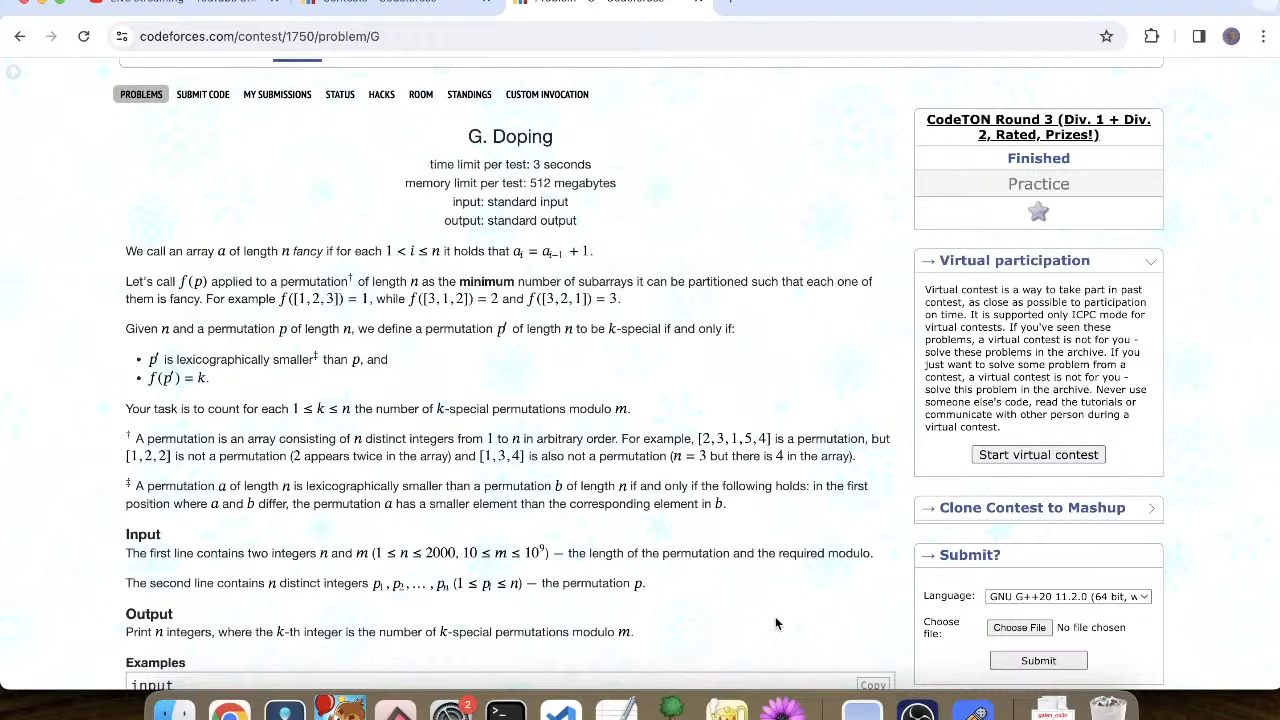 codeforces.com/contest/1750/problem/G
PROBLEMS SUBMIT CODE MY SUBMISSIONS STATUS HACKS ROOM STANDINGS CUSTOM INVOCATION
G. Doping
time limit per test: 3 seconds
memory limit per test: 512 megabytes
input: standard input
output: standard output
We call an array a of length n fancy if for each 1 < i ≤ n it holds that a_i = a_{i−1} + 1.
Let's call f(p) applied to a permutation† of length n as the minimum number of subarrays it can be partitioned such that each one of
them is fancy. For example f([1, 2, 3]) = 1, while f([3, 1, 2]) = 2 and f([3, 2, 1]) = 3.
Given n and a permutation p of length n, we define a permutation p′ of length n to be k-special if and only if:
• p′ is lexicographically smaller‡ than p, and
• f(p′) = k.
Your task is to count for each 1 ≤ k ≤ n the number of k-special permutations modulo m.
† A permutation is an array consisting of n distinct integers from 1 to n in arbitrary order. For example, [2, 3, 1, 5, 4] is a permutation, but
[1, 2, 2] is not a permutation (2 appears twice in the array) and [1, 3, 4] is also not a permutation (n = 3 but there is 4 in the array).
‡ A permutation a of length n is lexicographically smaller than a permutation b of length n if and only if the following holds: in the first
position where a and b differ, the permutation a has a smaller element than the corresponding element in b.
Input
The first line contains two integers n and m (1 ≤ n ≤ 2000, 10 ≤ m ≤ 10^9) — the length of the permutation and the required modulo.
The second line contains n distinct integers p_1, p_2, …, p_n (1 ≤ p_i ≤ n) — the permutation p.
Output
Print n integers, where the k-th integer is the number of k-special permutations modulo m.
Examples
input
Copy
CodeTON Round 3 (Div. 1 + Div.
2, Rated, Prizes!)
Finished
Practice
→ Virtual participation
Virtual contest is a way to take part in past
contest, as close as possible to participation
on time. It is supported only ICPC mode for
virtual contests. If you've seen these
problems, a virtual contest is not for you -
solve these problems in the archive. If you
just want to solve some problem from a
contest, a virtual contest is not for you -
solve this problem in the archive. Never use
someone else's code, read the tutorials or
communicate with other person during a
virtual contest.
Start virtual contest
→ Clone Contest to Mashup
→ Submit?
Language:
GNU G++20 11.2.0 (64 bit, w
Choose
file:
Choose File No file chosen
Submit
2